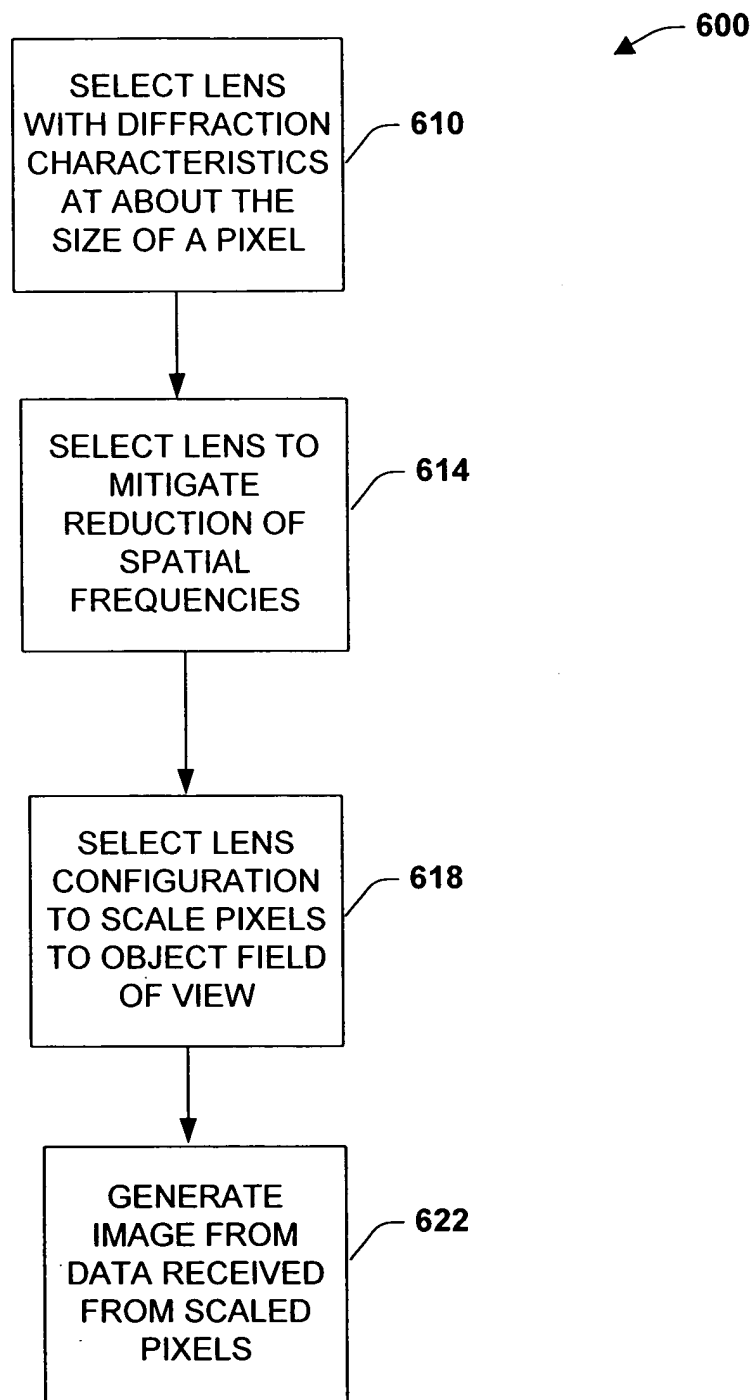 600
SELECT LENS
WITH DIFFRACTION
CHARACTERISTICS
AT ABOUT THE
SIZE OF A PIXEL
610
SELECT LENS TO
MITIGATE
REDUCTION OF
SPATIAL
FREQUENCIES
614
SELECT LENS
CONFIGURATION
TO SCALE PIXELS
TO OBJECT FIELD
OF VIEW
618
GENERATE
IMAGE FROM
DATA RECEIVED
FROM SCALED
PIXELS
622